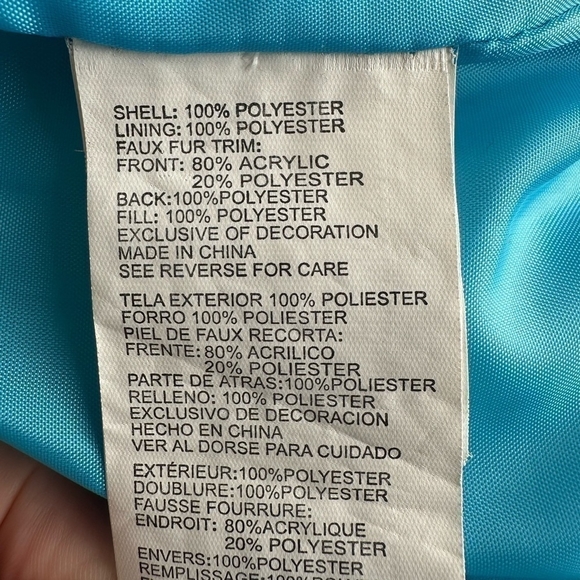 SHELL: 100% POLYESTER
LINING: 100% POLYESTER
FAUX FUR TRIM:
FRONT: 80% ACRYLIC
20% POLYESTER
BACK:100%POLYESTER
FILL: 100% POLYESTER
EXCLUSIVE OF DECORATION
MADE IN CHINA
SEE REVERSE FOR CARE
TELA EXTERIOR 100% POLIESTER
FORRO 100% POLIESTER
PIEL DE FAUX RECORTA:
FRENTE: 80% ACRILICO
20% POLIESTER
PARTE DE ATRAS:100%POLIESTER
RELLENO: 100% POLIESTER
EXCLUSIVO DE DECORACION
HECHO EN CHINA
VER AL DORSE PARA CUIDADO
EXTÉRIEUR:100%POLYESTER
DOUBLURE:100%POLYESTER
FAUSSE FOURRURE:
ENDROIT: 80%ACRYLIQUE
20% POLYESTER
ENVERS:100%POLYESTER
REMPLISSAGE:100%